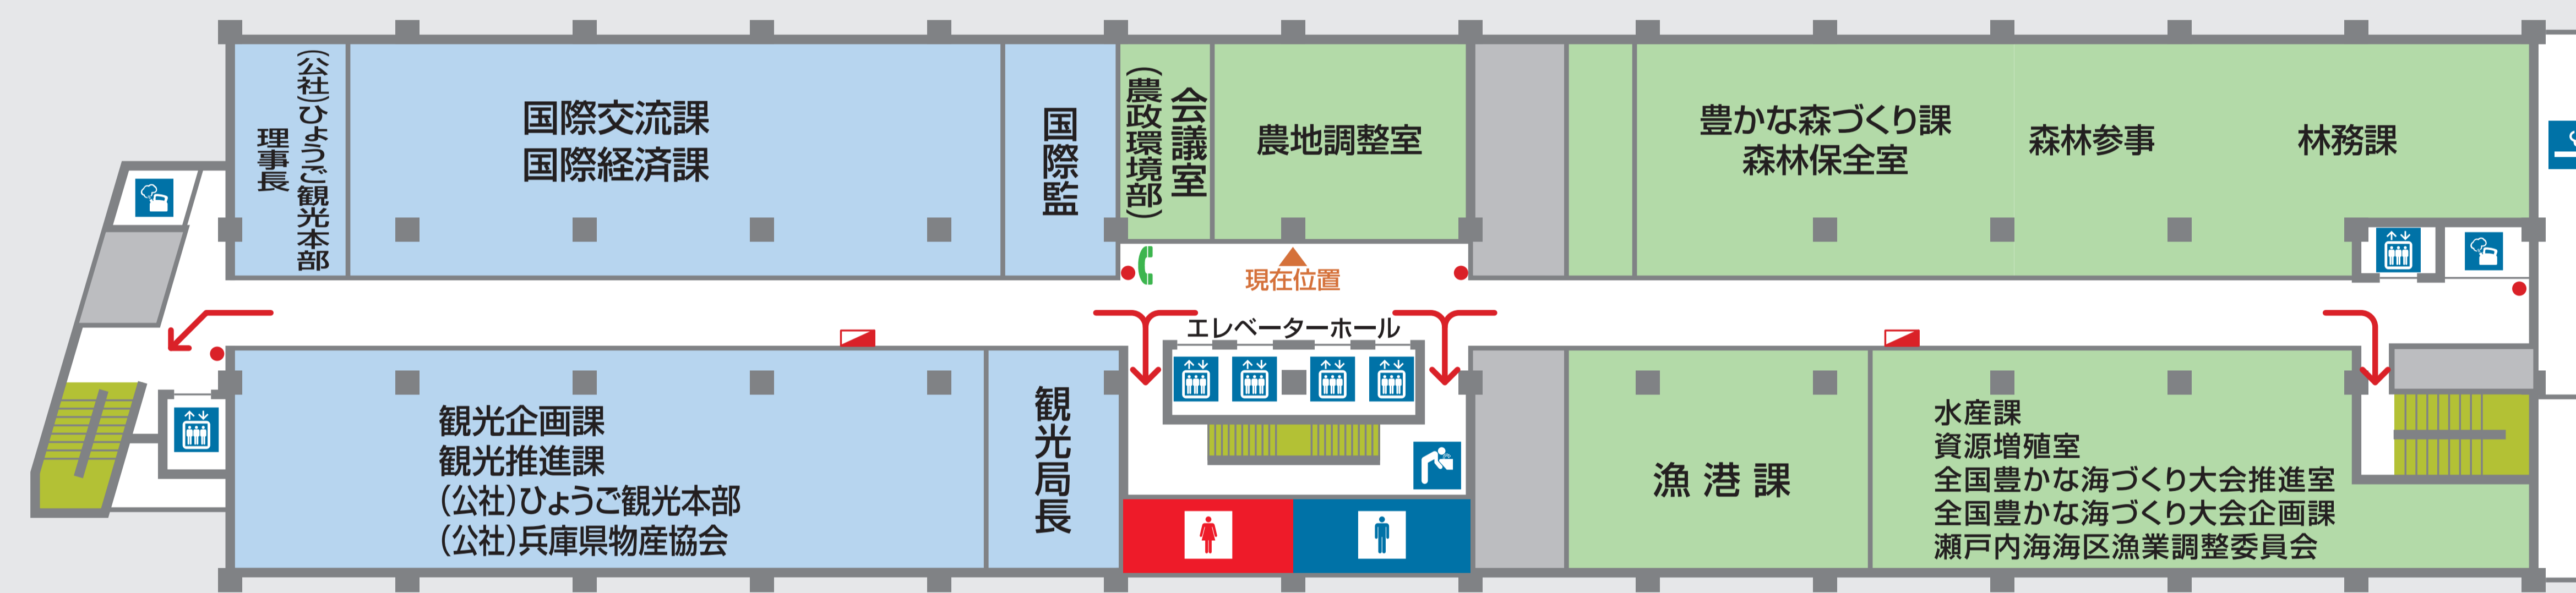 (公社)ひょうご観光本部
理事長
国際交流課
国際経済課
国際監
会議室
(農政環境部)
農地調整室
豊かな森づくり課
森林保全室
森林参事
林務課
現在位置
エレベーターホール
観光企画課
観光推進課
(公社)ひょうご観光本部
(公社)兵庫県物産協会
観光局長
漁港課
水産課
資源増殖室
全国豊かな海づくり大会推進室
全国豊かな海づくり大会企画課
瀬戸内海海区漁業調整委員会